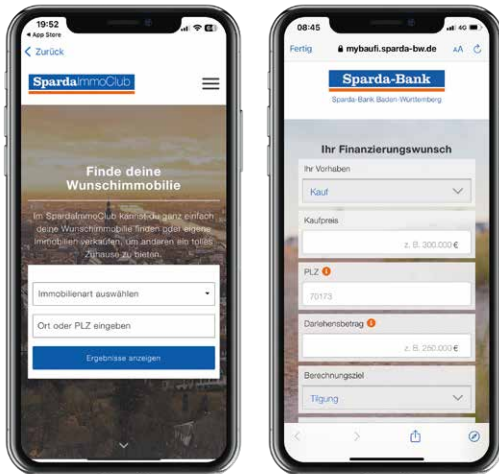 19:52
App Store
Zurück
SpardaImmoClub
Finde deine
Wunschimmobilie
Im SpardaImmoClub kannst du ganz einfach
deine Wunschimmobilie finden oder eigene
Immobilien verkaufen, um anderen ein tolles
Zuhause zu bieten.
Immobilienart auswählen
Ort oder PLZ eingeben
Ergebnisse anzeigen
08:45
4G
Fertig
mybaufi.sparda-bw.de
AA
Sparda-Bank
Sparda-Bank Baden-Württemberg
Ihr Finanzierungswunsch
Ihr Vorhaben
Kauf
Kaufpreis
z. B. 300.000 €
PLZ
70173
Darlehensbetrag
z. B. 250.000 €
Berechnungsziel
Tilgung